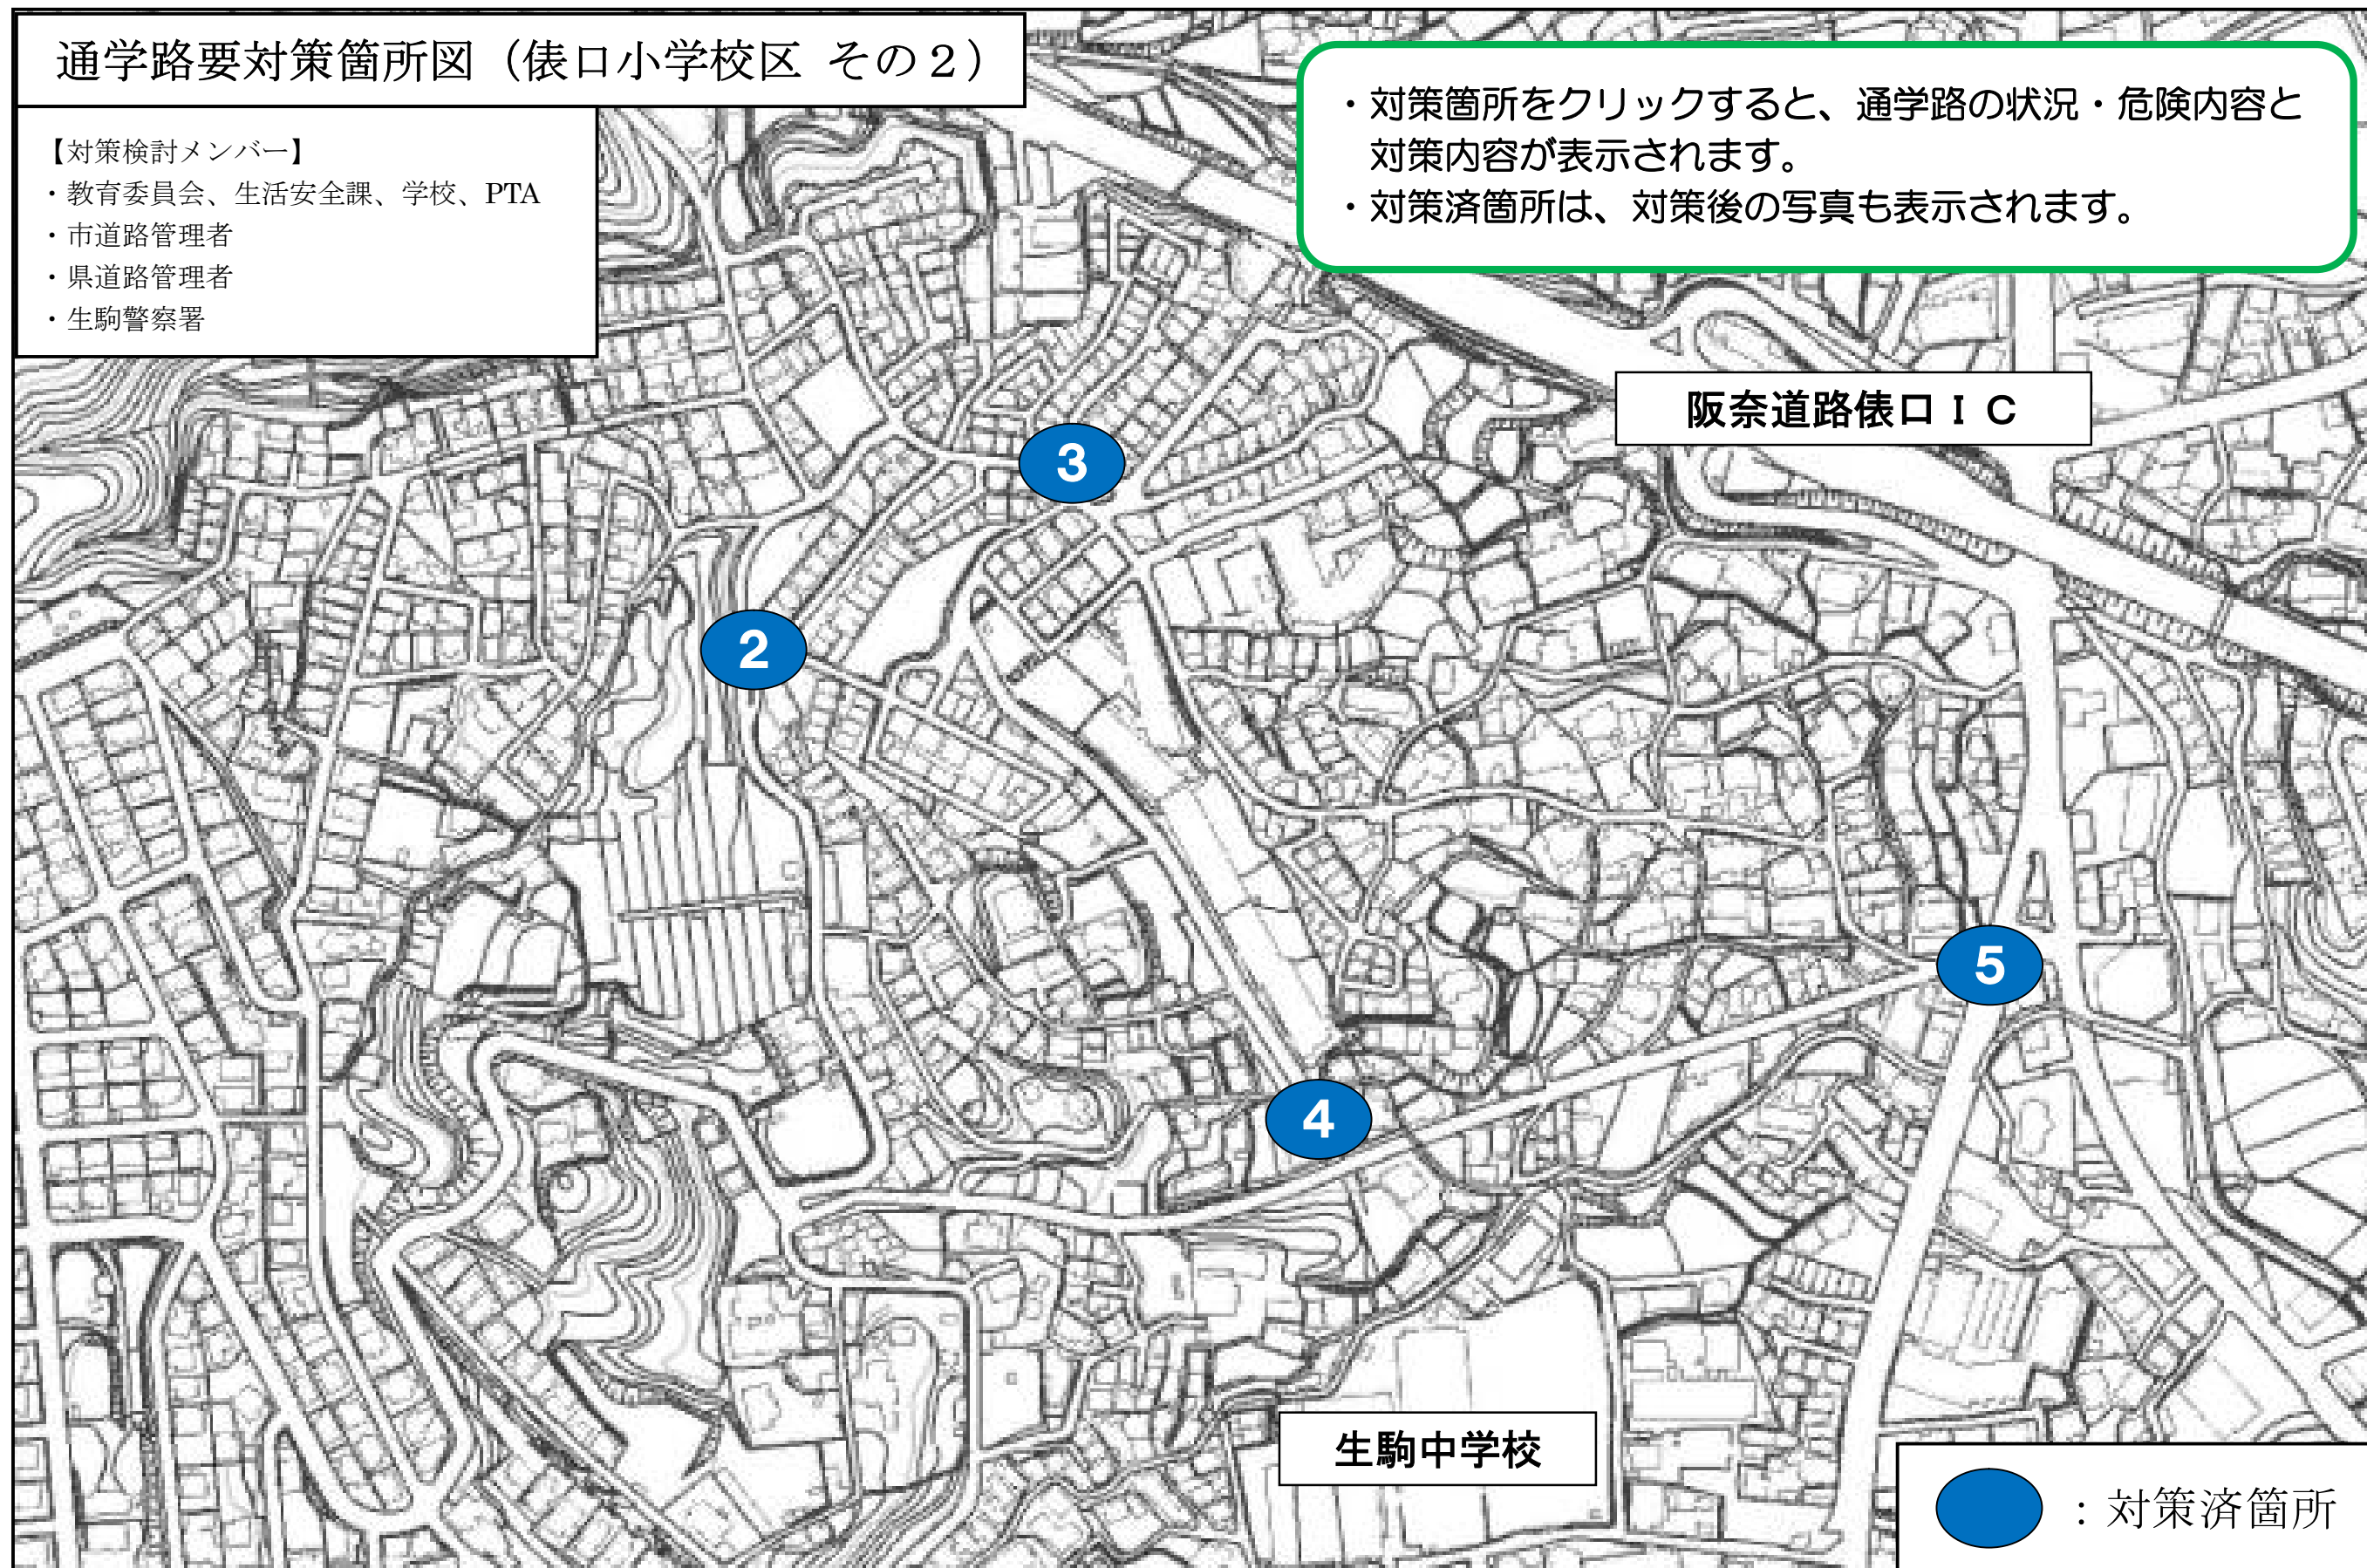 通学路要対策箇所図（俵口小学校区 その２）
【対策検討メンバー】
・教育委員会、生活安全課、学校、PTA
・市道路管理者
・県道路管理者
・生駒警察署
・対策箇所をクリックすると、通学路の状況・危険内容と
対策内容が表示されます。
・対策済箇所は、対策後の写真も表示されます。
阪奈道路俵口ＩＣ
3
2
5
4
生駒中学校
：対策済箇所